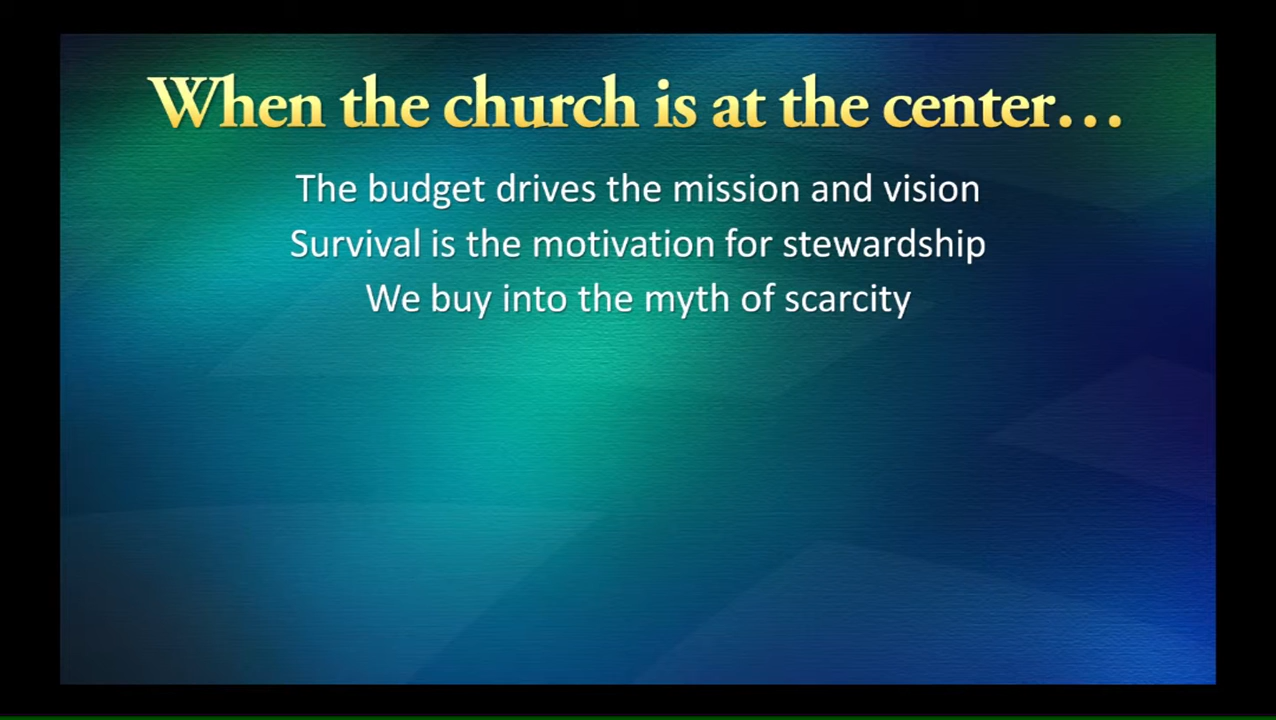 When the church is at the center…
The budget drives the mission and vision
Survival is the motivation for stewardship
We buy into the myth of scarcity